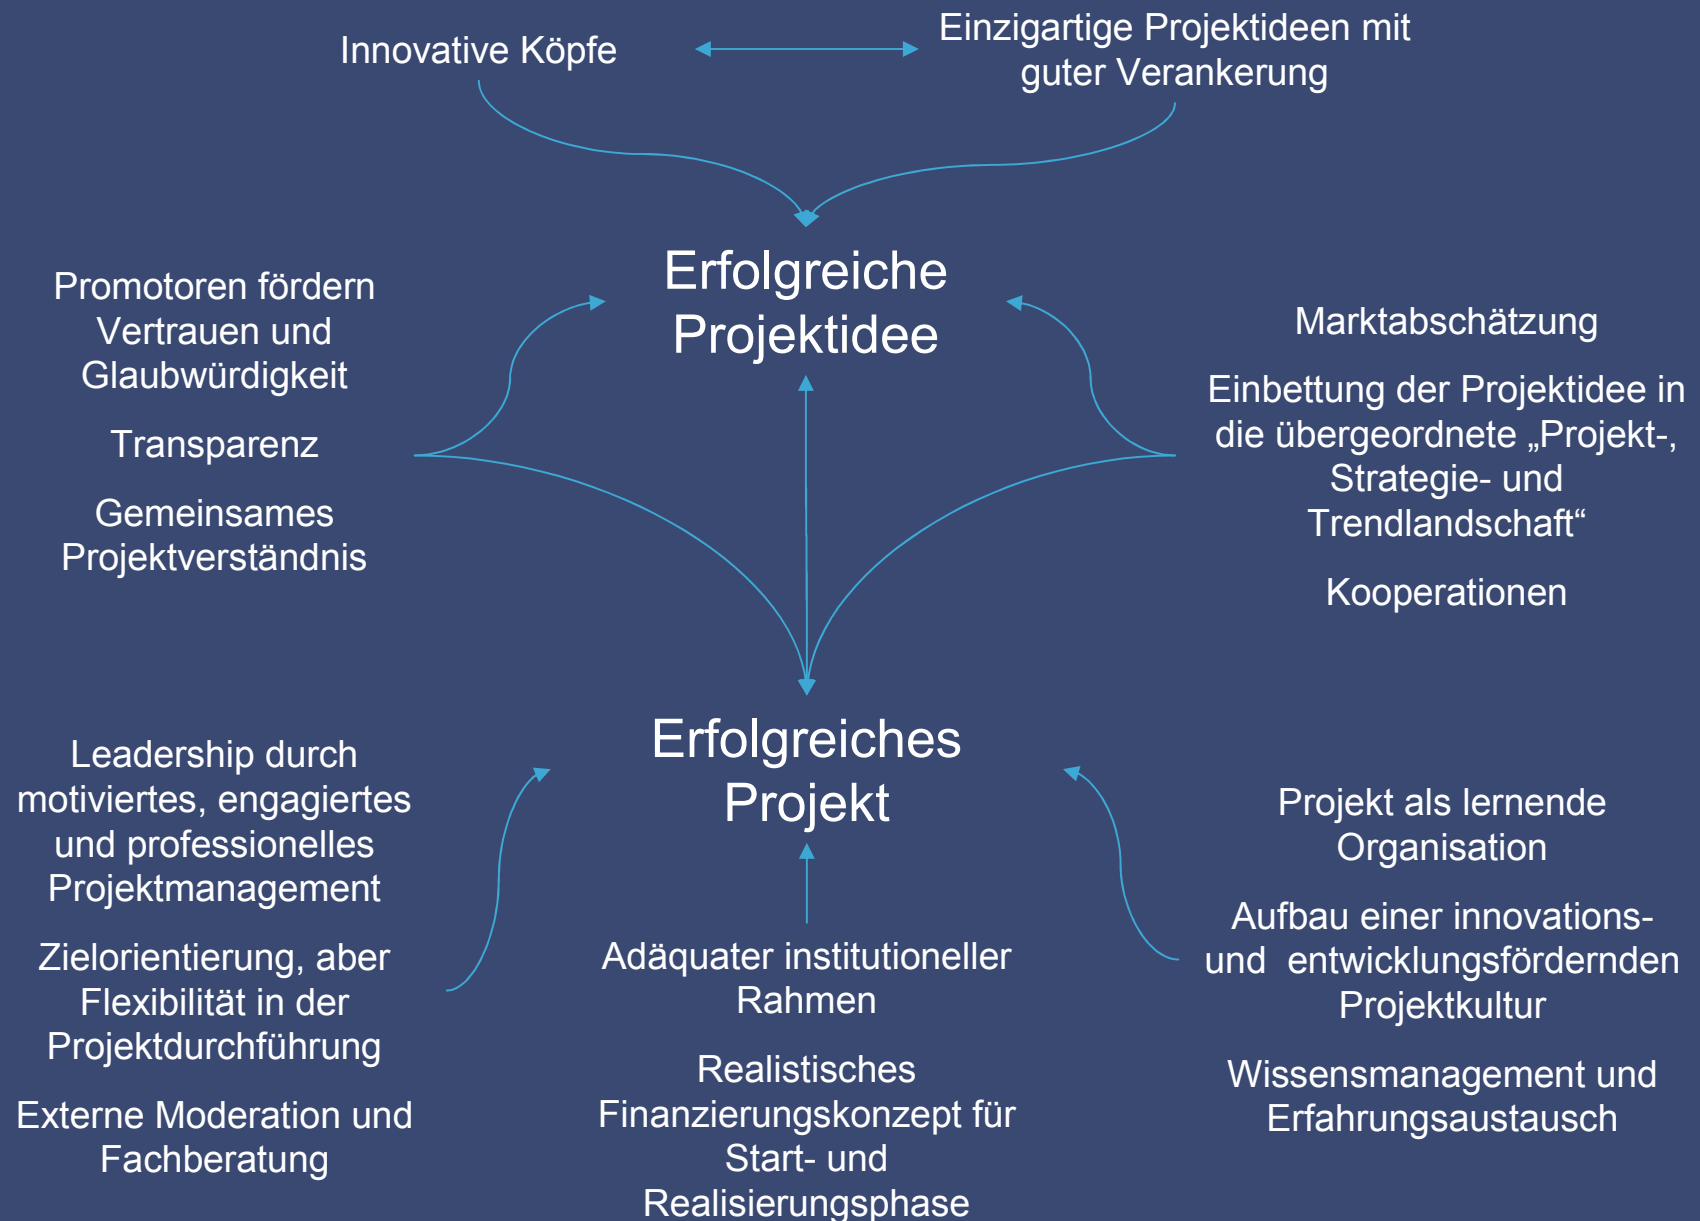 Innovative Köpfe
Einzigartige Projektideen mit
guter Verankerung
Erfolgreiche
Projektidee
Promotoren fördern
Vertrauen und
Glaubwürdigkeit
Transparenz
Gemeinsames
Projektverständnis
Marktabschätzung
Einbettung der Projektidee in
die übergeordnete „Projekt-,
Strategie- und
Trendlandschaft“
Kooperationen
Erfolgreiches
Projekt
Leadership durch
motiviertes, engagiertes
und professionelles
Projektmanagement
Zielorientierung, aber
Flexibilität in der
Projektdurchführung
Externe Moderation und
Fachberatung
Adäquater institutioneller
Rahmen
Realistisches
Finanzierungskonzept für
Start- und
Realisierungsphase
Projekt als lernende
Organisation
Aufbau einer innovations-
und  entwicklungsfördernden
Projektkultur
Wissensmanagement und
Erfahrungsaustausch